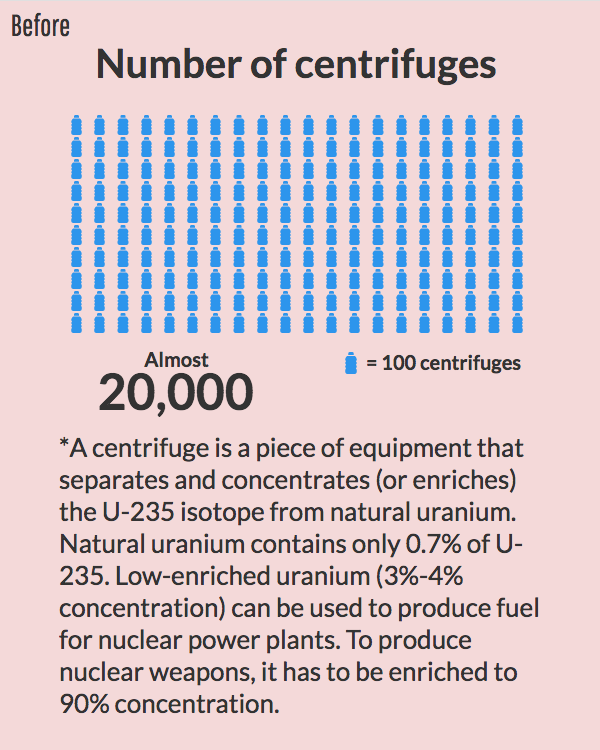 Before
Number of centrifuges
Almost
20,000
= 100 centrifuges
*A centrifuge is a piece of equipment that
separates and concentrates (or enriches)
the U-235 isotope from natural uranium.
Natural uranium contains only 0.7% of U-
235. Low-enriched uranium (3%-4%
concentration) can be used to produce fuel
for nuclear power plants. To produce
nuclear weapons, it has to be enriched to
90% concentration.